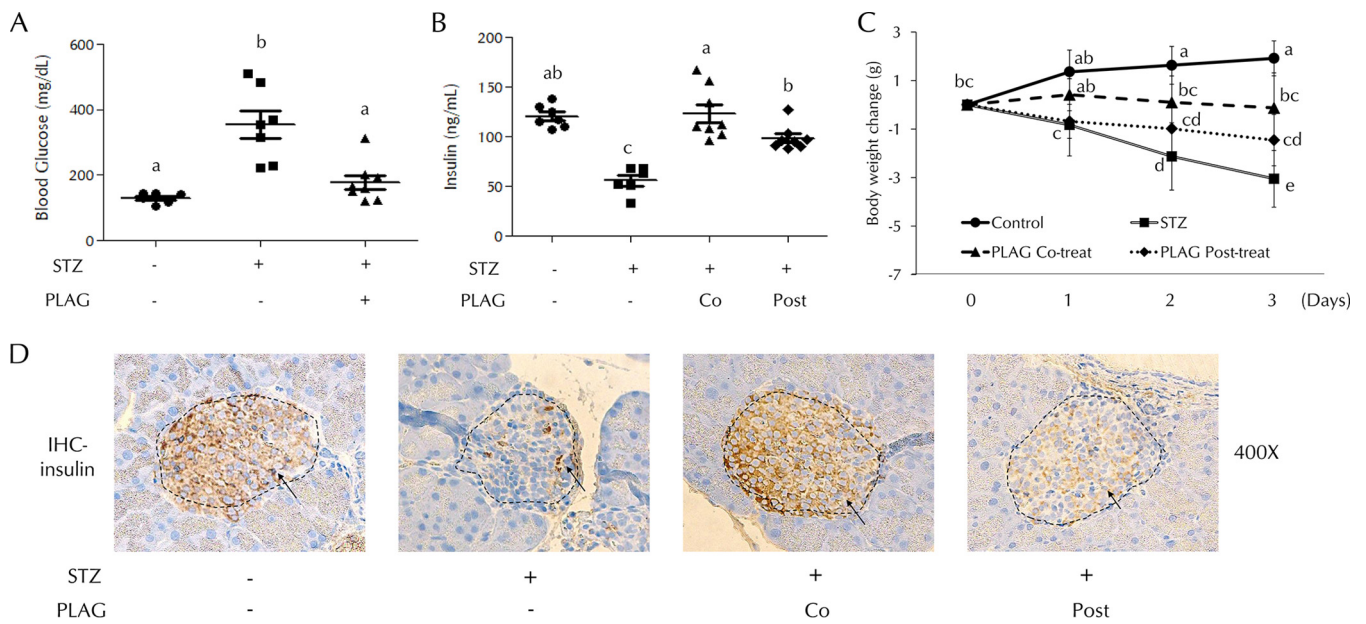 A
Blood Glucose (mg/dL)
600
400
200
0
a
b
a
STZ - + +
PLAG - - +
B
Insulin (ng/mL)
200
150
100
50
0
ab
c
a
b
STZ - + + +
PLAG - - Co Post
C
Body weight change (g)
3
1
-1
-3
-5
-7
bc
ab
a
a
ab
bc
bc
c
cd
cd
d
e
Control
STZ
PLAG Co-treat
PLAG Post-treat
0 1 2 3 (Days)
D
IHC-
insulin
400X
STZ - + + +
PLAG - - Co Post